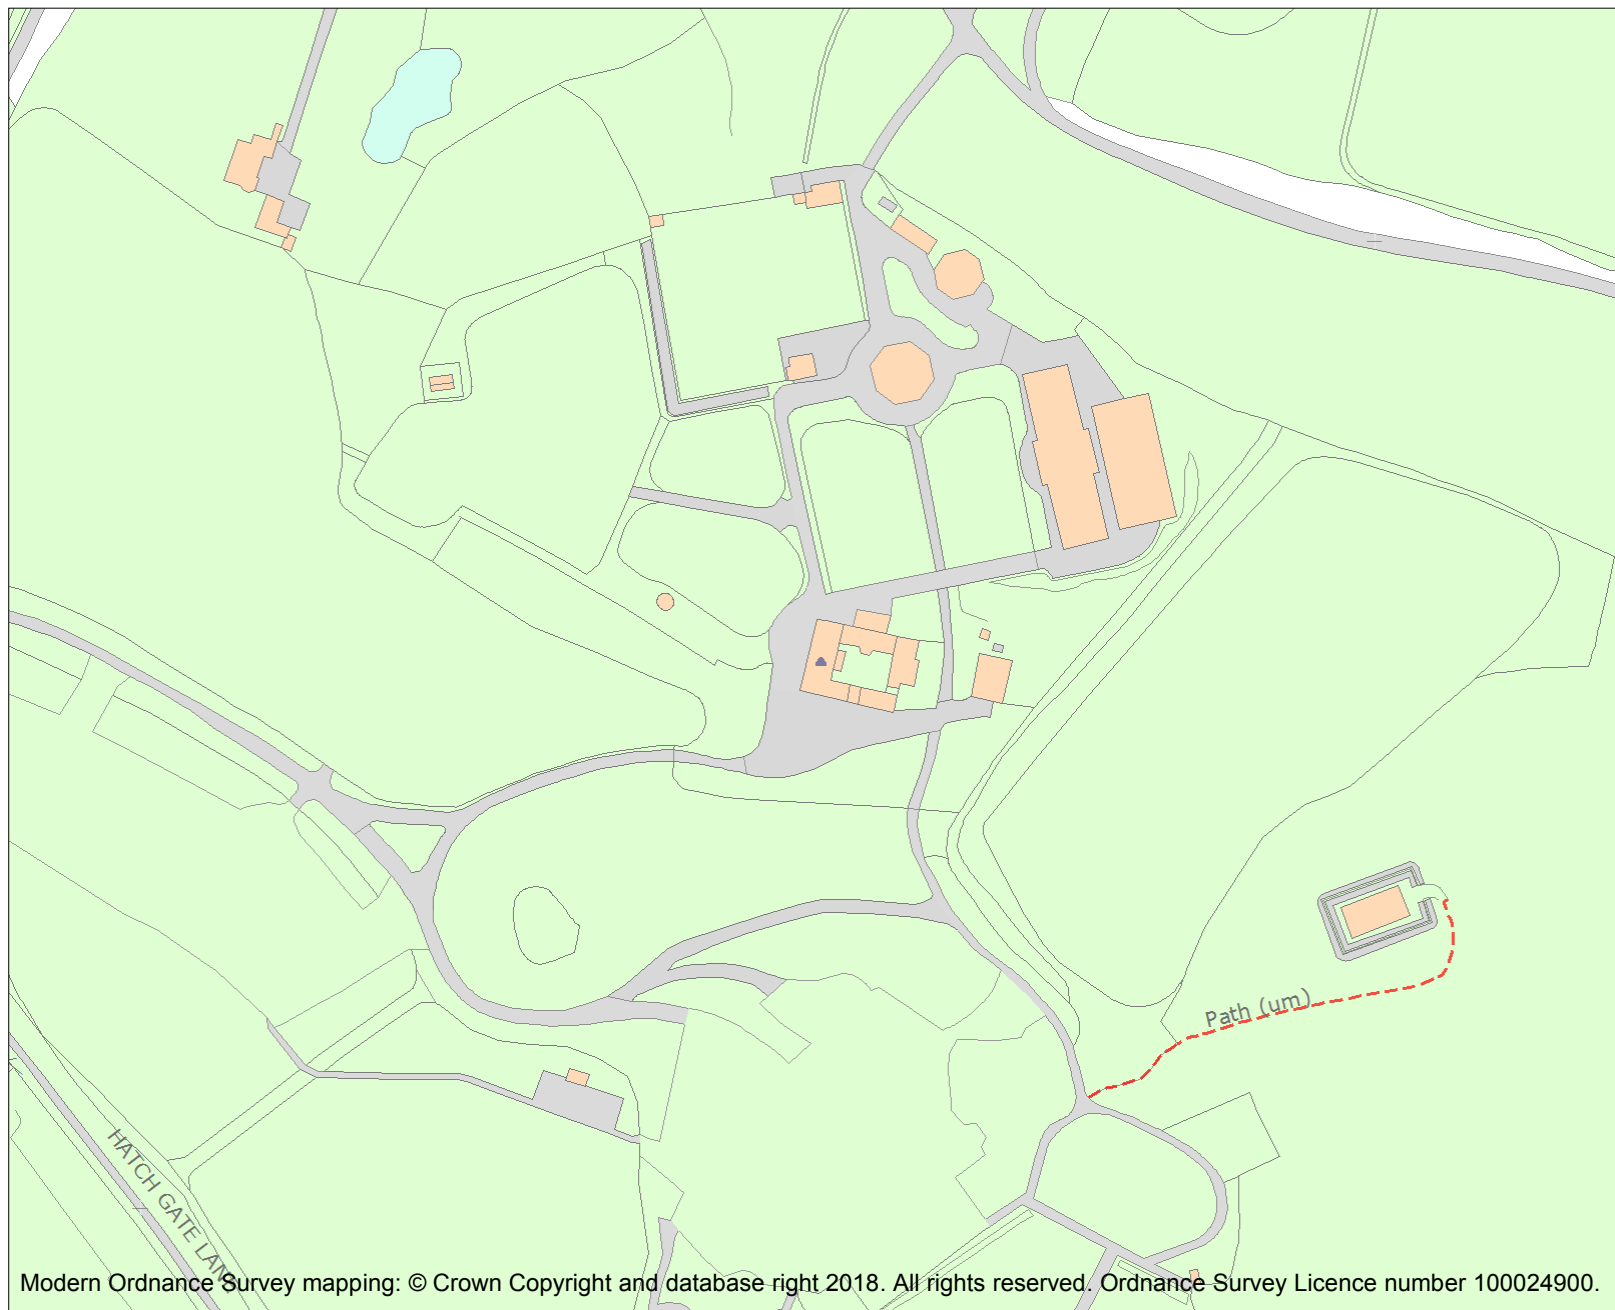 Path (um)
HATCH GATE LANE
Modern Ordnance Survey mapping: © Crown Copyright and database right 2018. All rights reserved. Ordnance Survey Licence number 100024900.